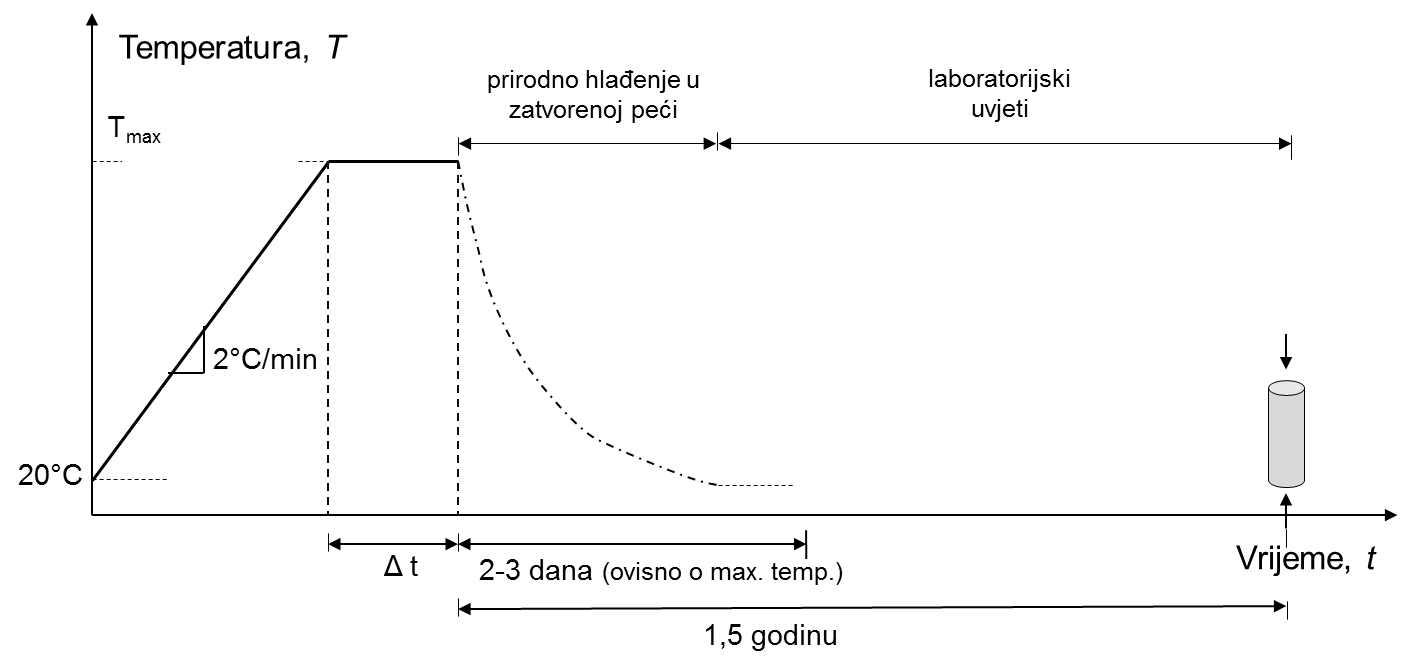 Temperatura, T
prirodno hlađenje u
zatvorenoj peći
laboratorijski
uvjeti
Tmax
2°C/min
20°C
Δ t
2-3 dana (ovisno o max. temp.)
Vrijeme, t
1,5 godinu